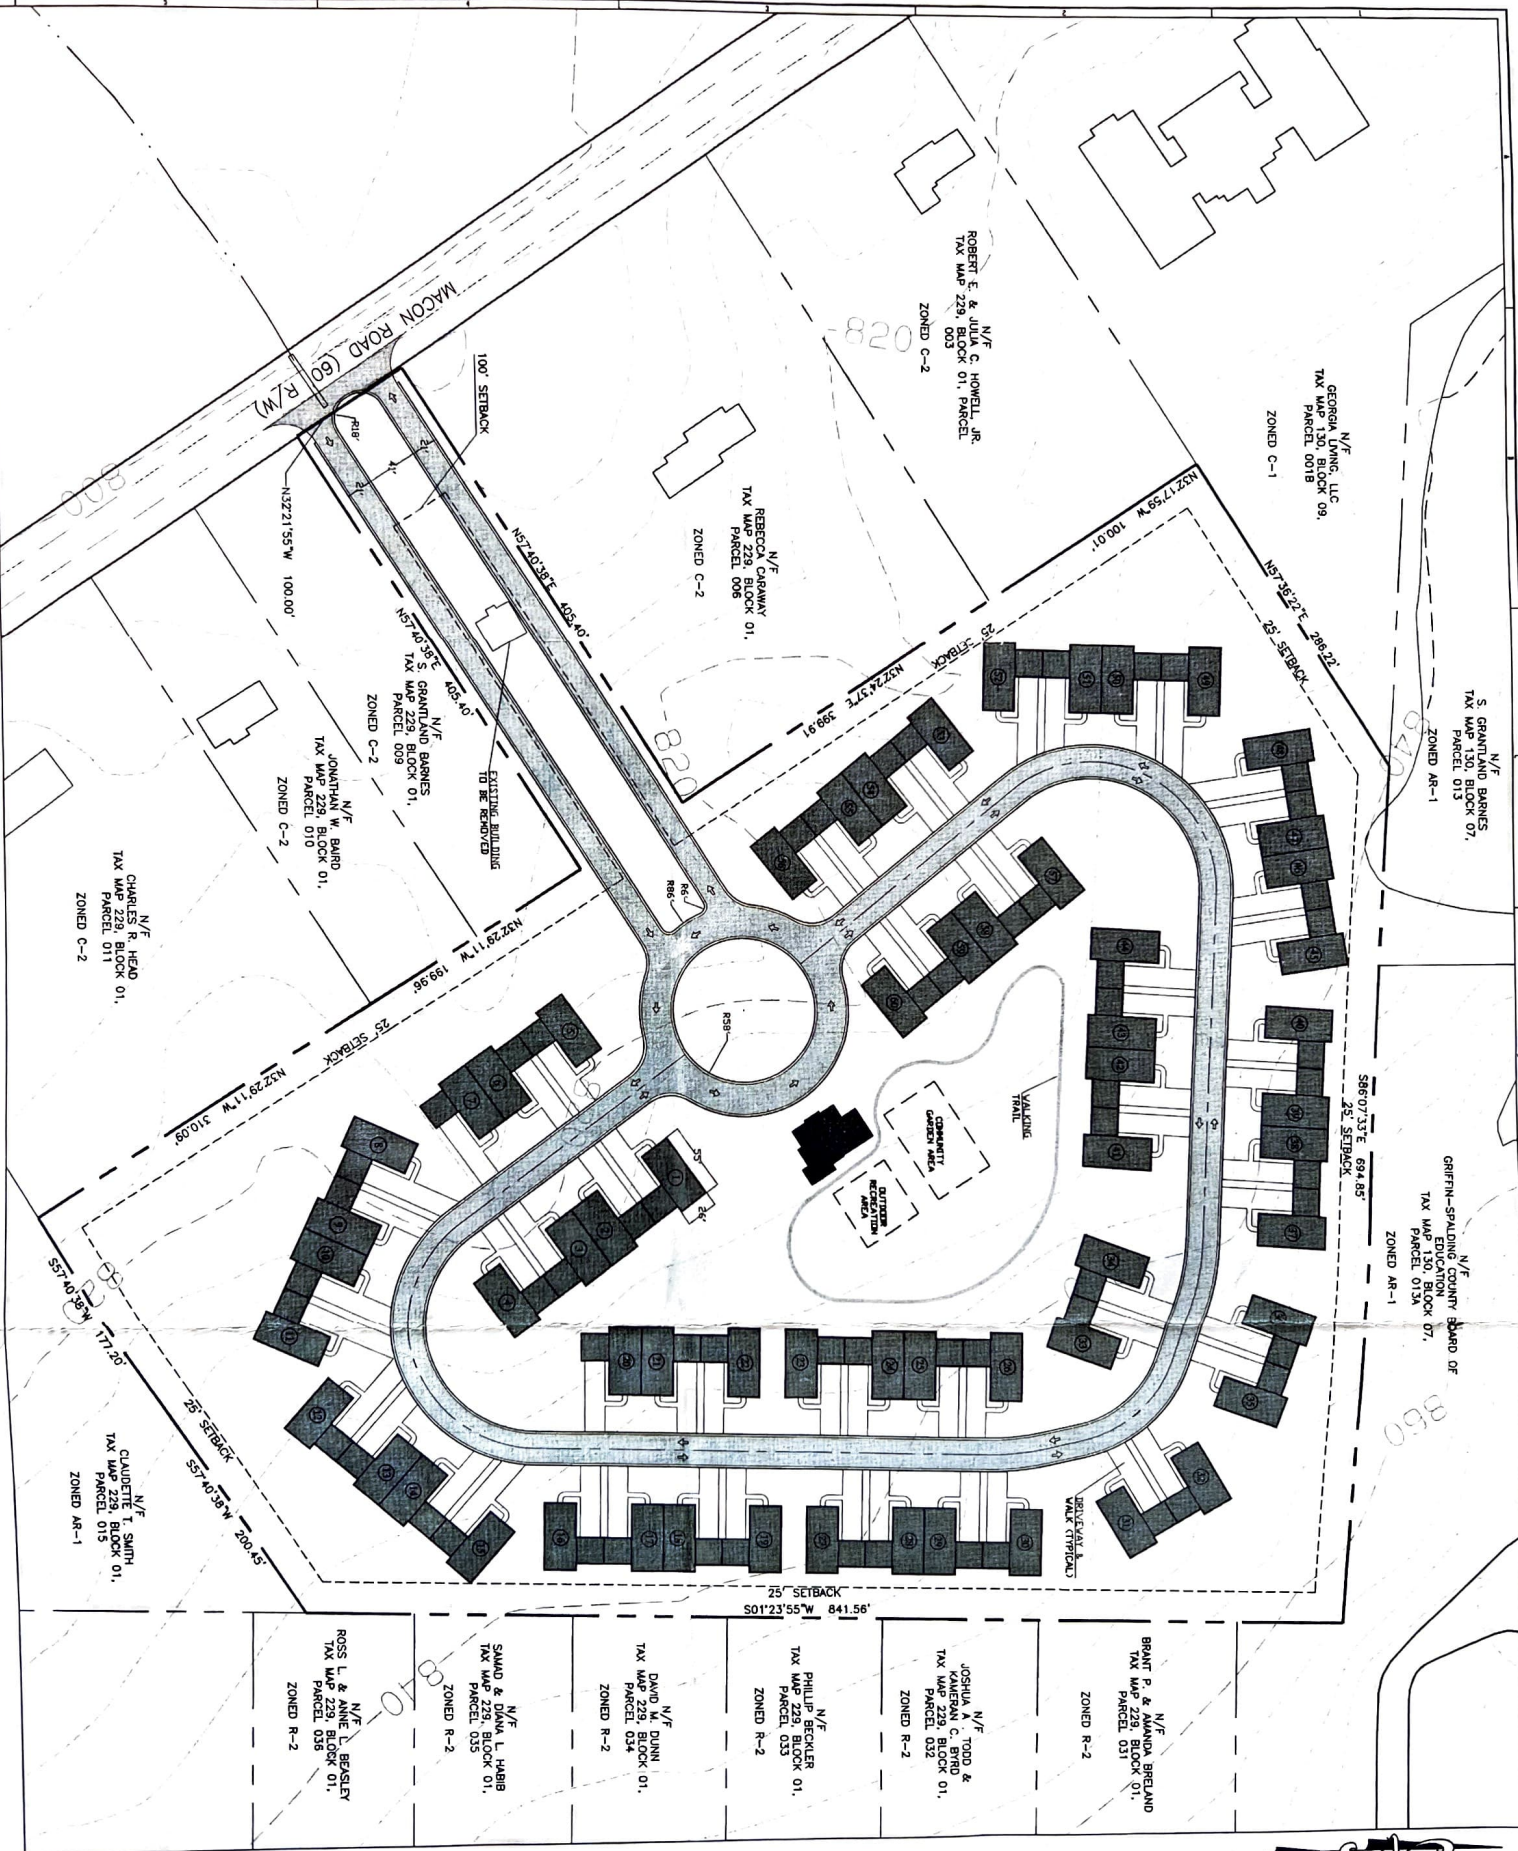 N/F
GEORGIA LIVING, LLC
TAX MAP 130, BLOCK 09,
PARCEL 001B
ZONED C-1
N/F
S. GRANTLAND BARNES
TAX MAP 130, BLOCK 07,
PARCEL 013
ZONED AR-1
N/F
GRIFFIN-SPALDING COUNTY BOARD OF
EDUCATION
TAX MAP 130, BLOCK 07,
PARCEL 013A
ZONED AR-1
N/F
ROBERT E. & JULIA C. HOWELL, JR.
TAX MAP 229, BLOCK 01, PARCEL
003
ZONED C-2
N/F
REBECCA CARAWAY
TAX MAP 229, BLOCK 01,
PARCEL 006
ZONED C-2
N/F
S. GRANTLAND BARNES
TAX MAP 229, BLOCK 01,
PARCEL 009
ZONED C-2
N/F
JONATHAN W. BAIRD
TAX MAP 229, BLOCK 01,
PARCEL 010
ZONED C-2
N/F
CHARLES R. HEAD
TAX MAP 229, BLOCK 01,
PARCEL 011
ZONED C-2
N/F
CLAUDETTE T. SMITH
TAX MAP 229, BLOCK 01,
PARCEL 015
ZONED AR-1
N/F
BRANT P. & AMANDA BRELAND
TAX MAP 229, BLOCK 01,
PARCEL 031
ZONED R-2
N/F
JOSHUA A. TODD &
KAMERAN C. BYRD
TAX MAP 229, BLOCK 01,
PARCEL 032
ZONED R-2
N/F
PHILLIP BECKLER
TAX MAP 229, BLOCK 01,
PARCEL 033
ZONED R-2
N/F
DAVID M. DUNN
TAX MAP 229, BLOCK 01,
PARCEL 034
ZONED R-2
N/F
SAMAD & DIANA L. HABIB
TAX MAP 229, BLOCK 01,
PARCEL 035
ZONED R-2
N/F
ROSS L. & ANNE L. BEASLEY
TAX MAP 229, BLOCK 01,
PARCEL 036
ZONED R-2
MACON ROAD (60 R/W)
100' SETBACK
R18'
21'
41'
21'
N32°21'55"W 100.00'
N57°40'38"E 405.40'
N57°40'38"E 405.40'
EXISTING BUILDING
TO BE REMOVED
N32°17'59"W 100.01'
N57°36'22"E 286.22'
25' SETBACK
25' SETBACK
N32°24'37"E 399.91
S86°07'33"E 694.85'
25' SETBACK
R6'
R86'
R58'
N32°29'11"W 199.96'
25' SETBACK
N32°29'11"W 310.09'
S57°40'38"W 177.20'
25' SETBACK
S57°40'38"W 200.45'
25' SETBACK
S01°23'55"W 841.56'
WALKING
TRAIL
COMMUNITY
GARDEN AREA
OUTDOOR
RECREATION
AREA
DRIVEWAY &
WALK (TYPICAL)
55'
26'
820
820
800
840
860
840